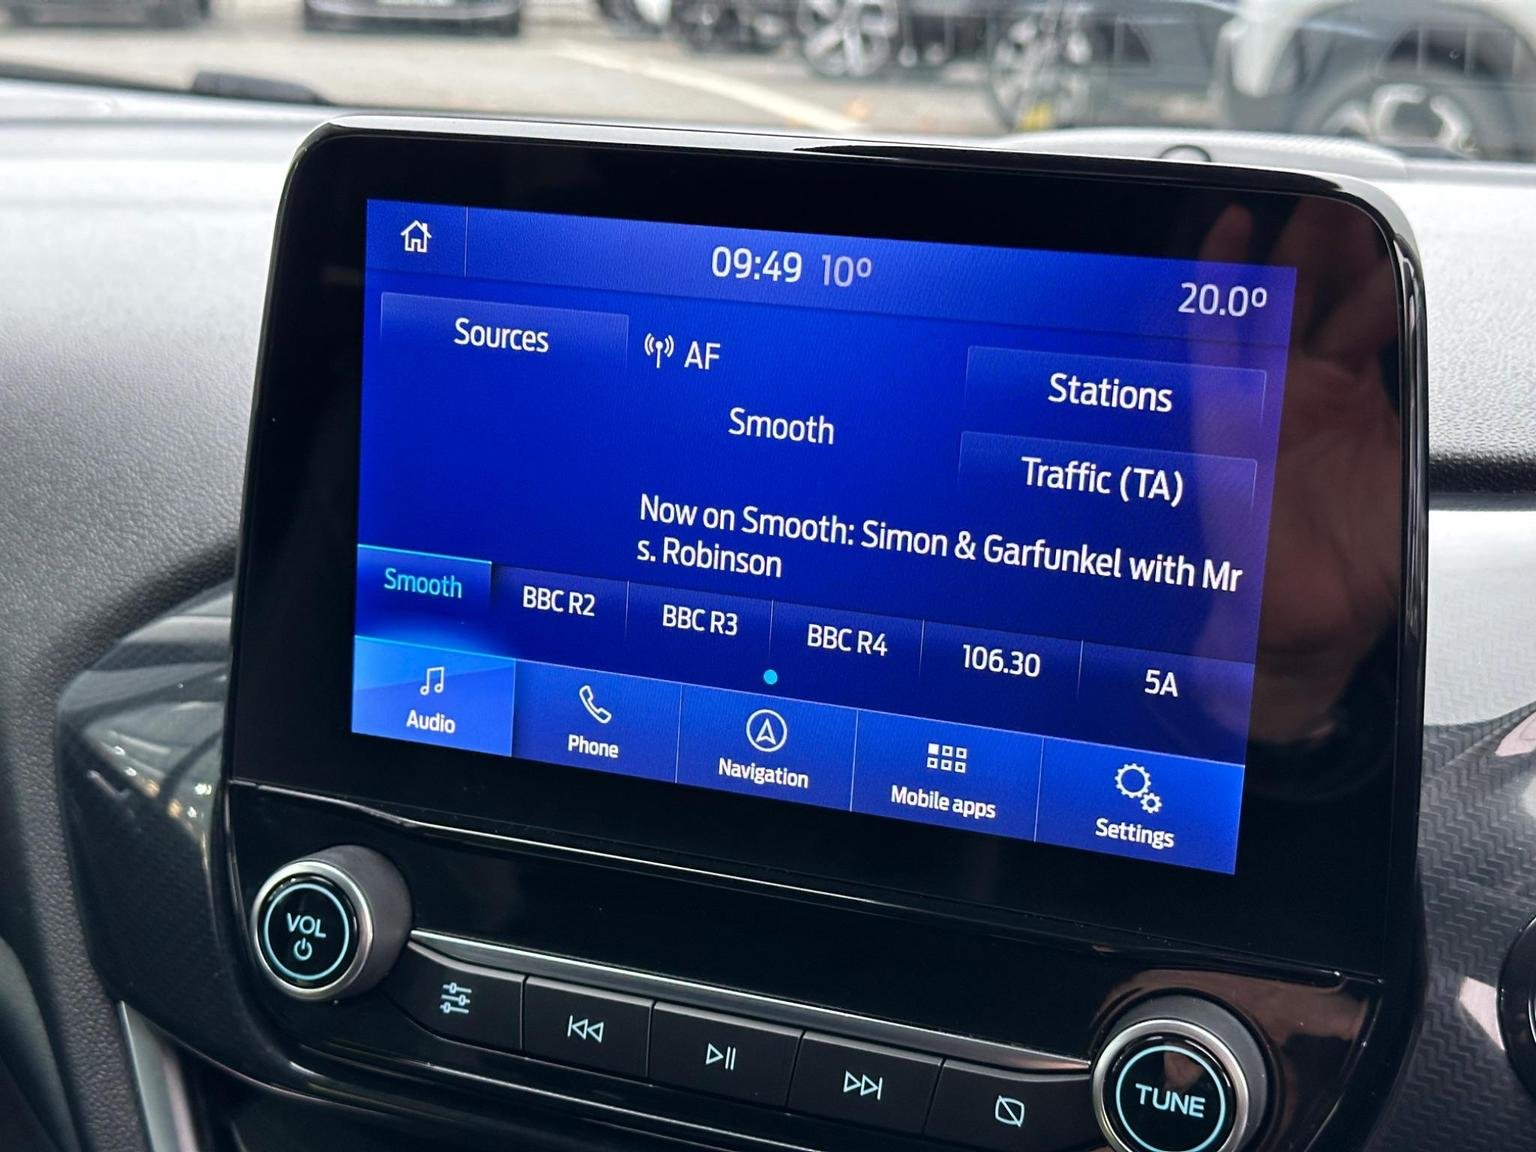 09:49 10º
20.0º
Sources
AF
Stations
Smooth
Traffic (TA)
Now on Smooth: Simon & Garfunkel with Mr
s. Robinson
Smooth
BBC R2
BBC R3
BBC R4
106.30
5A
Audio
Phone
Navigation
Mobile apps
Settings
VOL
TUNE